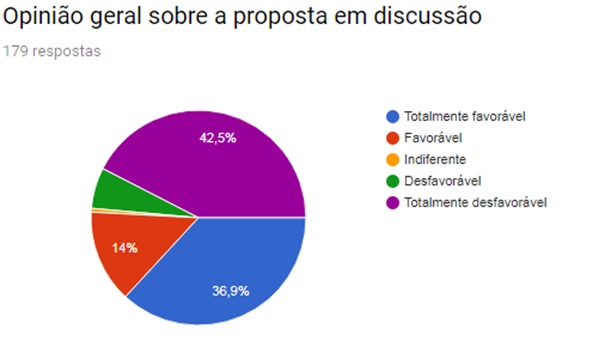 Opinião geral sobre a proposta em discussão
179 respostas
42,5%
14%
36,9%
Totalmente favorável
Favorável
Indiferente
Desfavorável
Totalmente desfavorável